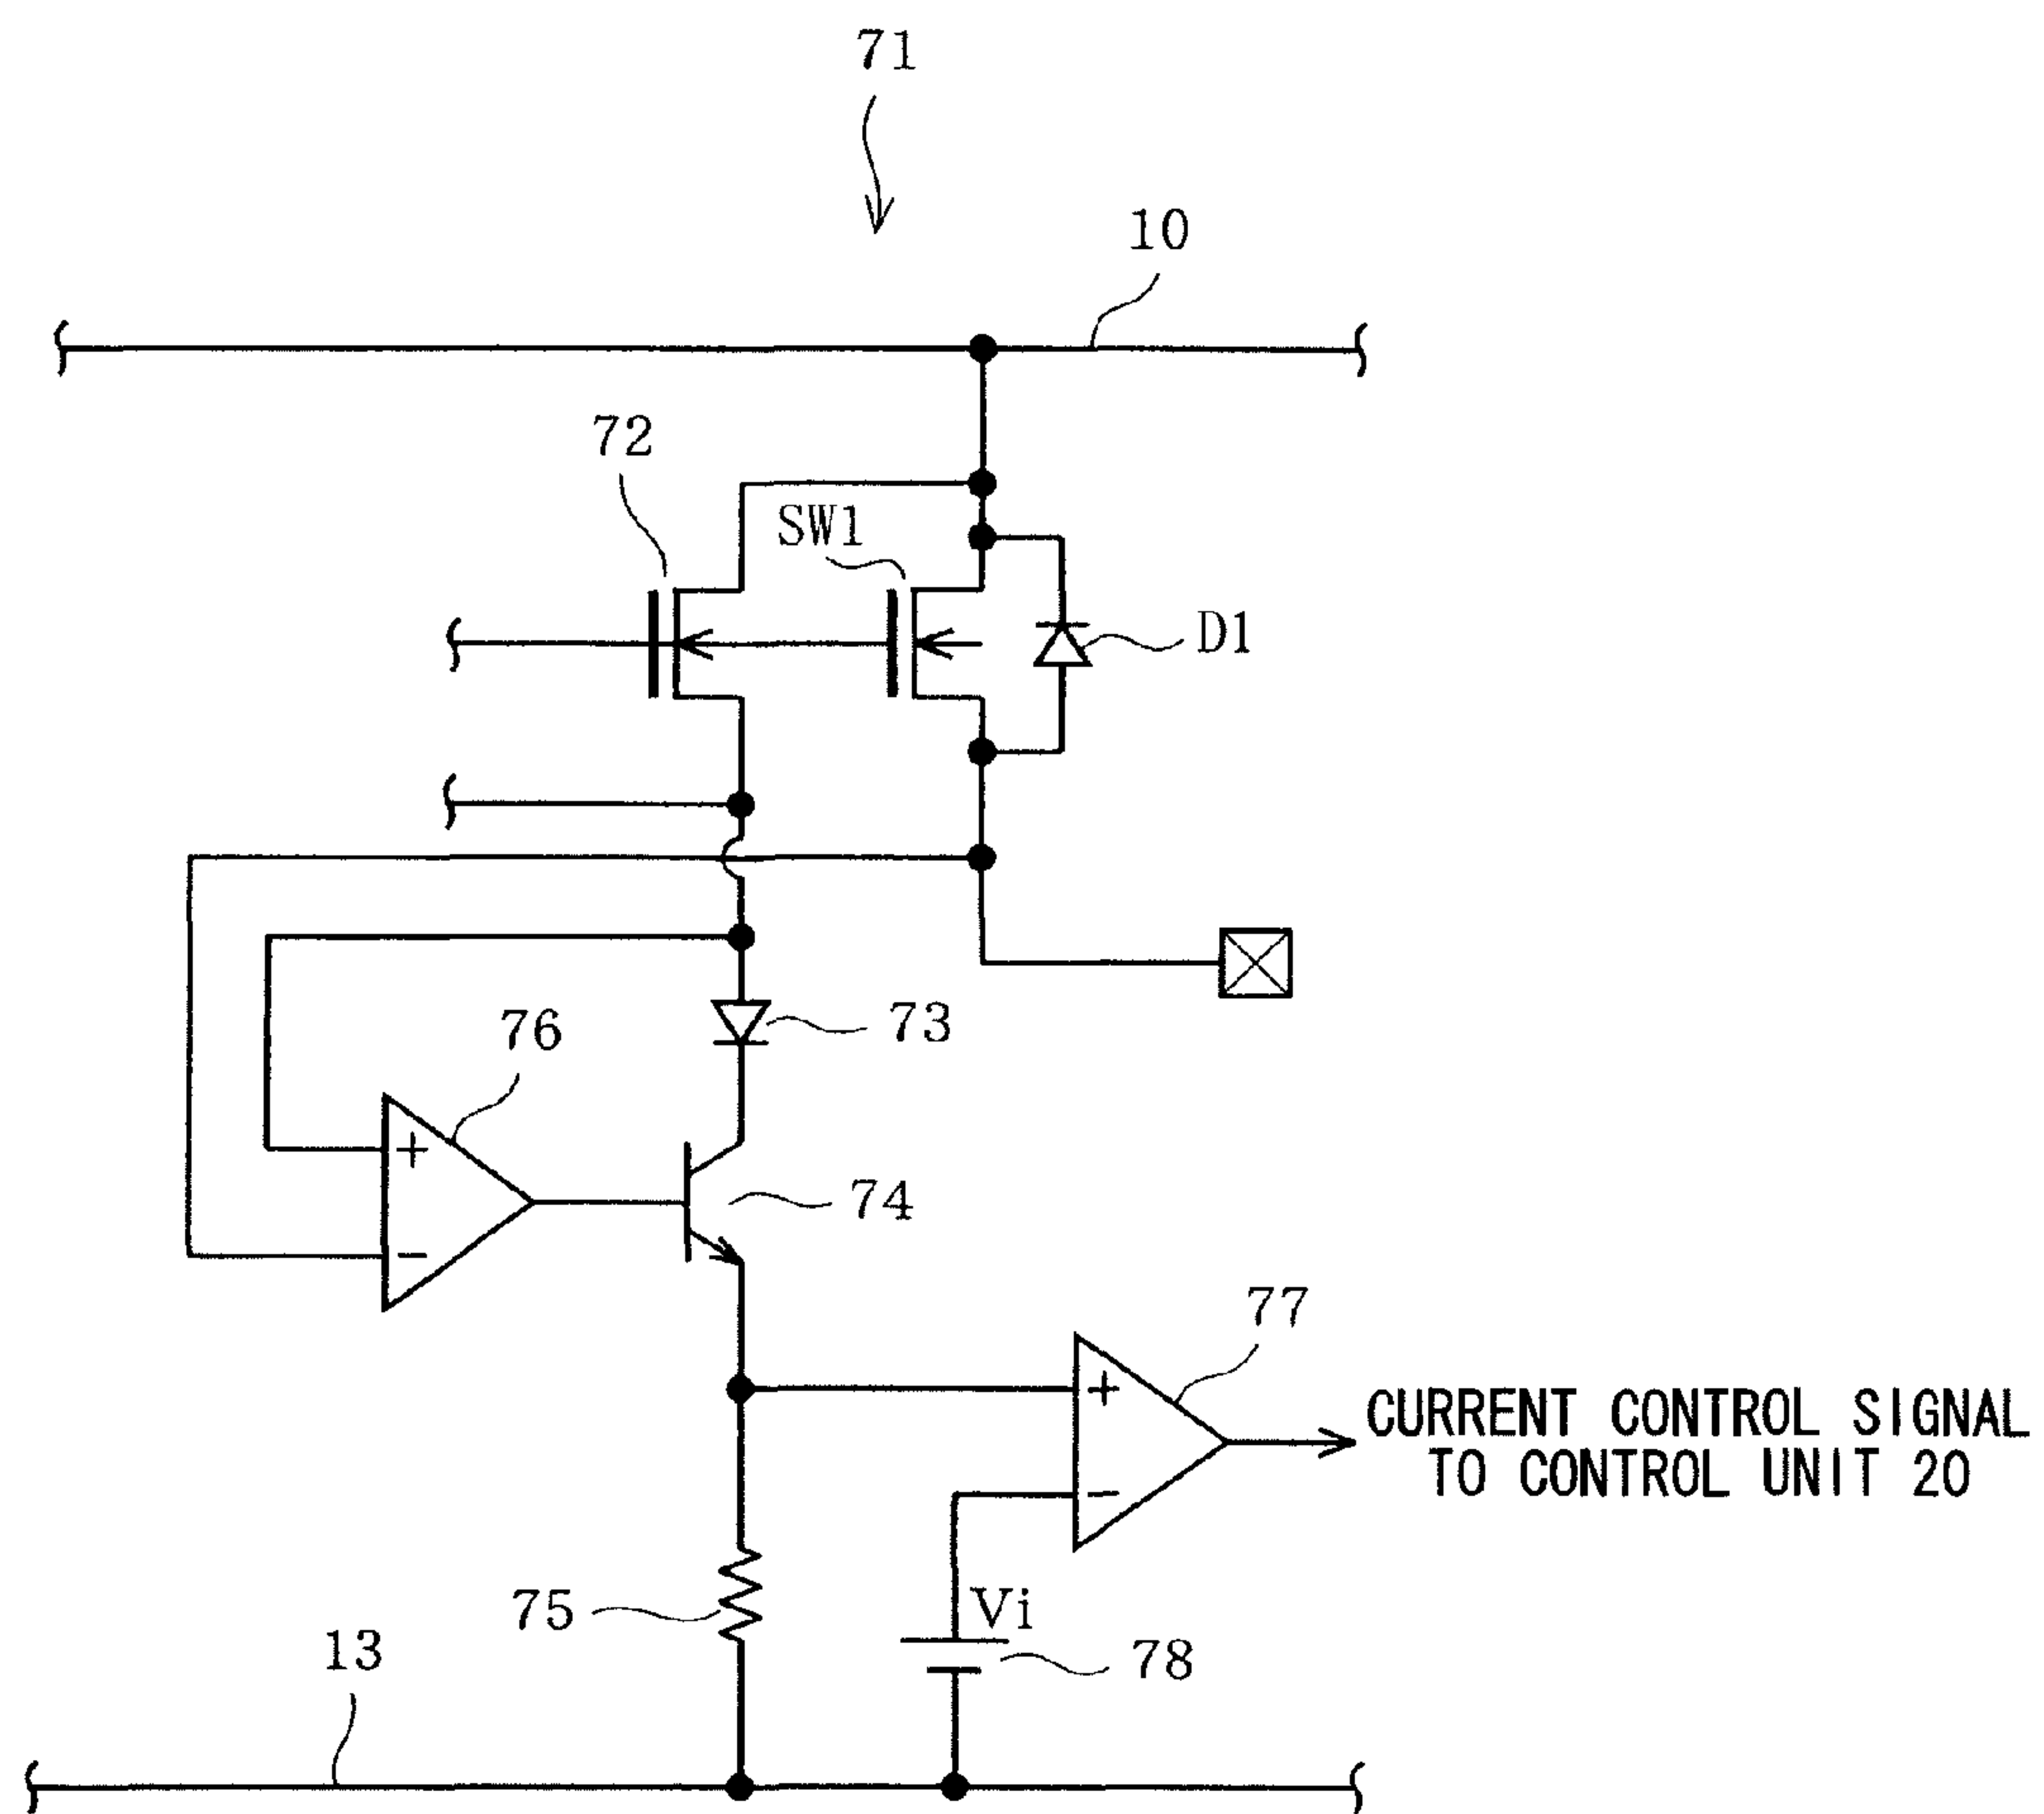 71
10
72
SW1
D1
73
76
+
−
74
77
+
−
CURRENT CONTROL SIGNAL
TO CONTROL UNIT 20
75
Vi
78
13